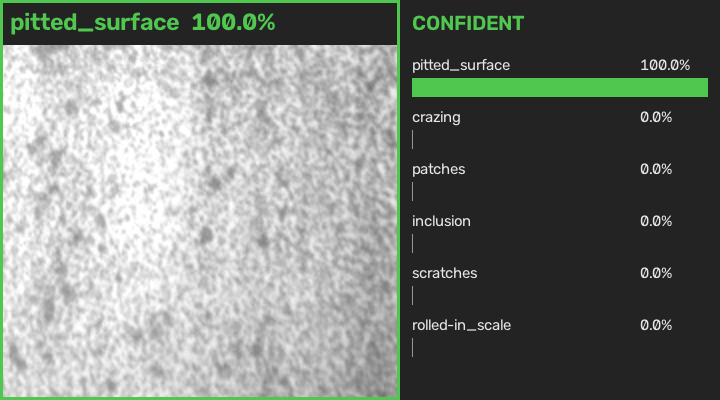 pitted_surface 100.0%
CONFIDENT
pitted_surface 100.0%
crazing 0.0%
patches 0.0%
inclusion 0.0%
scratches 0.0%
rolled-in_scale 0.0%